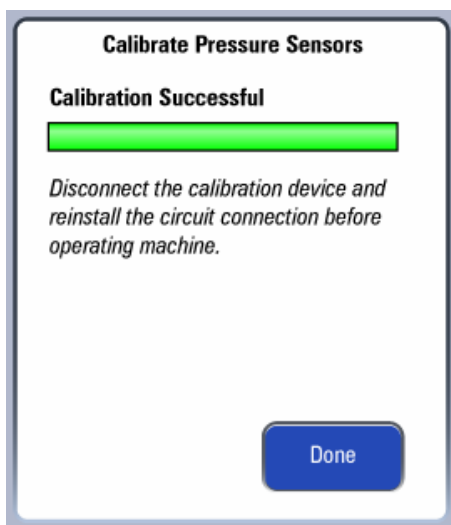 Calibrate Pressure Sensors
Calibration Successful
Disconnect the calibration device and
reinstall the circuit connection before
operating machine.
Done